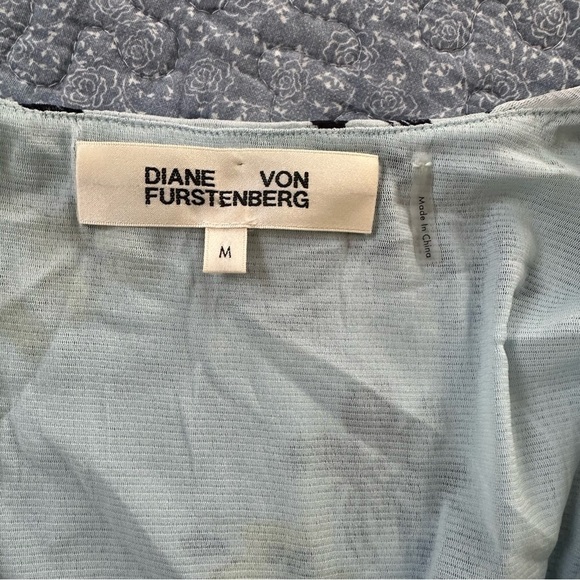 DIANE VON
FURSTENBERG
M
Made In China